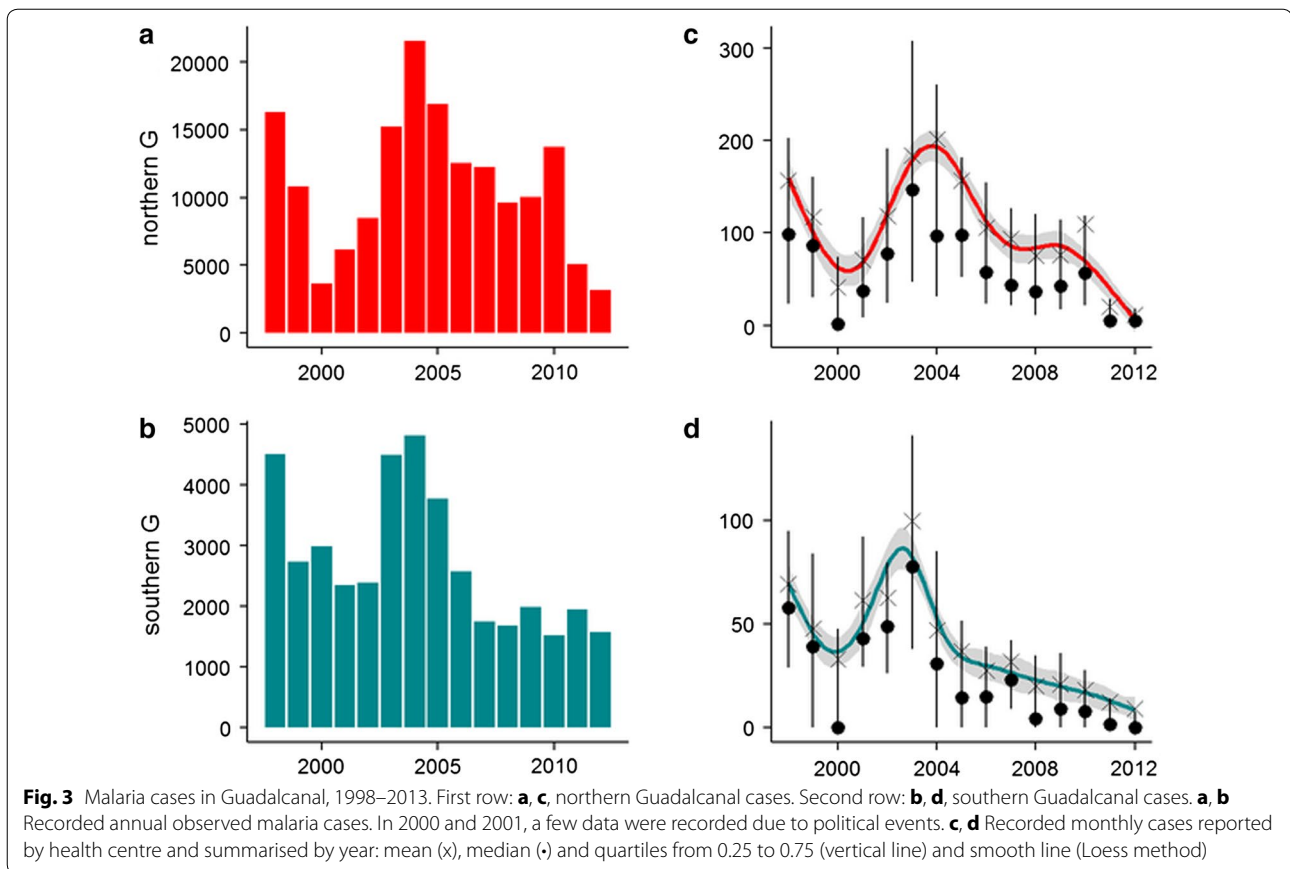 a
20000
15000
10000
5000
0
northern G
2000 2005 2010
c
300
200
100
0
2000 2004 2008 2012
b
5000
4000
3000
2000
1000
0
southern G
2000 2005 2010
d
100
50
0
2000 2004 2008 2012
Fig. 3 Malaria cases in Guadalcanal, 1998–2013. First row: a, c, northern Guadalcanal cases. Second row: b, d, southern Guadalcanal cases. a, b
Recorded annual observed malaria cases. In 2000 and 2001, a few data were recorded due to political events. c, d Recorded monthly cases reported
by health centre and summarised by year: mean (x), median (•) and quartiles from 0.25 to 0.75 (vertical line) and smooth line (Loess method)